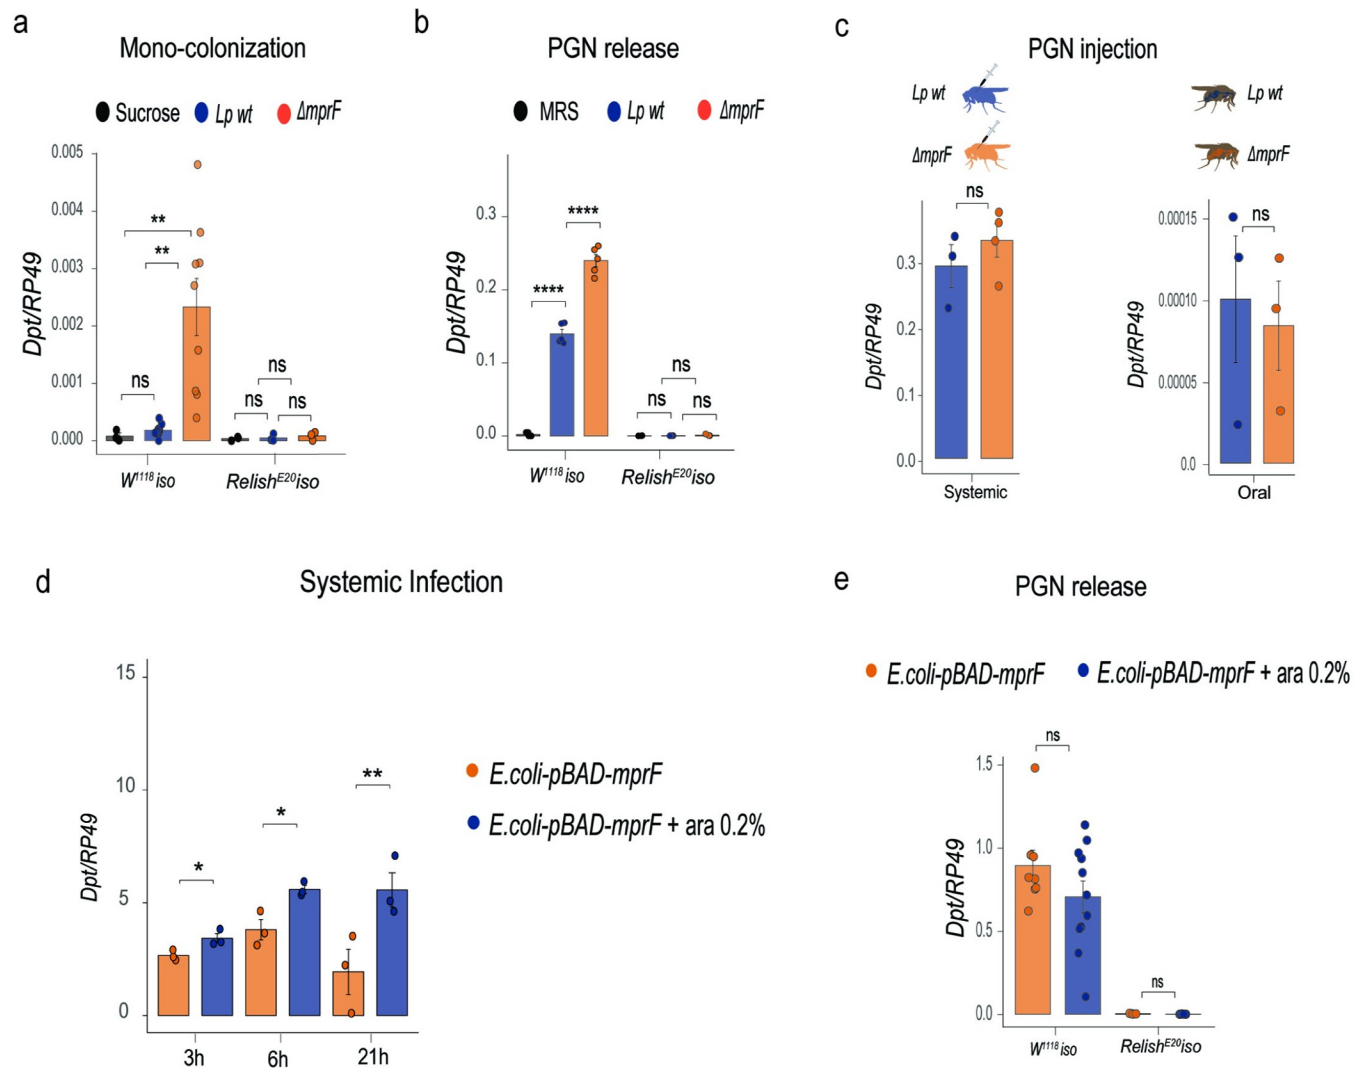 a
Mono-colonization
Sucrose Lp wt ΔmprF
0.005
0.004
0.003
0.002
0.001
0.000
Dpt/RP49
**
**
ns
ns
ns
ns
W1118 iso RelishE20iso
b
PGN release
MRS Lp wt ΔmprF
0.3
0.2
0.1
0.0
Dpt/RP49
****
****
ns
ns
ns
W1118 iso RelishE20iso
c
PGN injection
Lp wt
ΔmprF
Lp wt
ΔmprF
ns
0.3
0.2
0.1
0.0
Dpt/RP49
Systemic
ns
0.00015
0.00010
0.00005
0.0
Dpt/RP49
Oral
d
Systemic Infection
15
10
5
0
Dpt/RP49
*
*
**
3h 6h 21h
E.coli-pBAD-mprF
E.coli-pBAD-mprF + ara 0.2%
e
PGN release
E.coli-pBAD-mprF E.coli-pBAD-mprF + ara 0.2%
1.5
1.0
0.5
0.0
Dpt/RP49
ns
ns
W1118 iso RelishE20iso